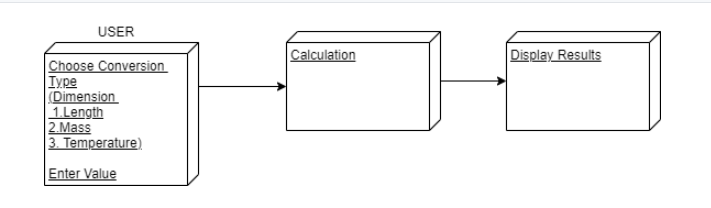 USER
Choose Conversion
Type
(Dimension
1.Length
2.Mass
3. Temperature)
Enter Value
Calculation
Display Results